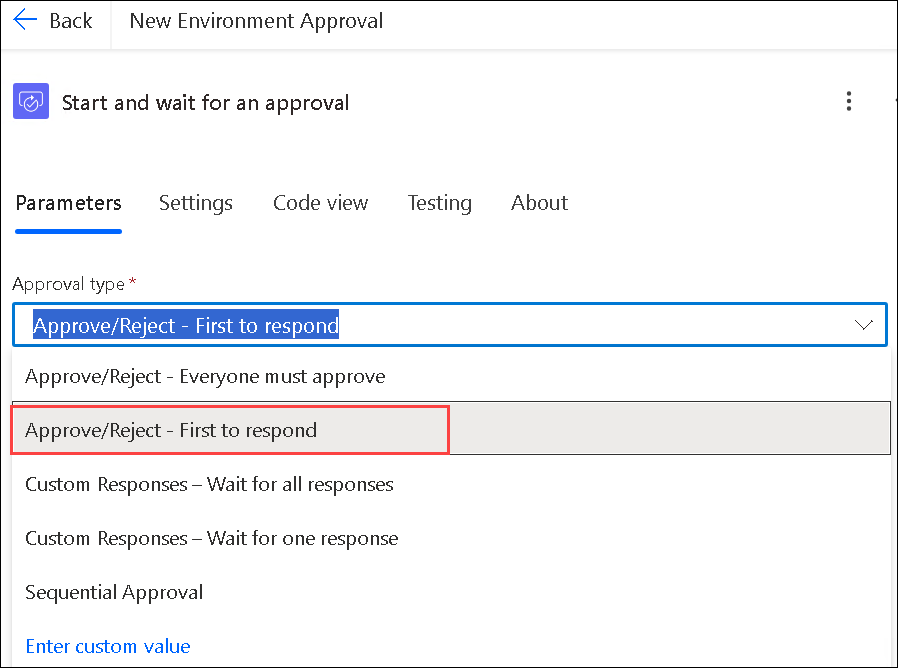 Back New Environment Approval
Start and wait for an approval
Parameters Settings Code view Testing About
Approval type *
Approve/Reject - First to respond
Approve/Reject - Everyone must approve
Approve/Reject - First to respond
Custom Responses – Wait for all responses
Custom Responses – Wait for one response
Sequential Approval
Enter custom value